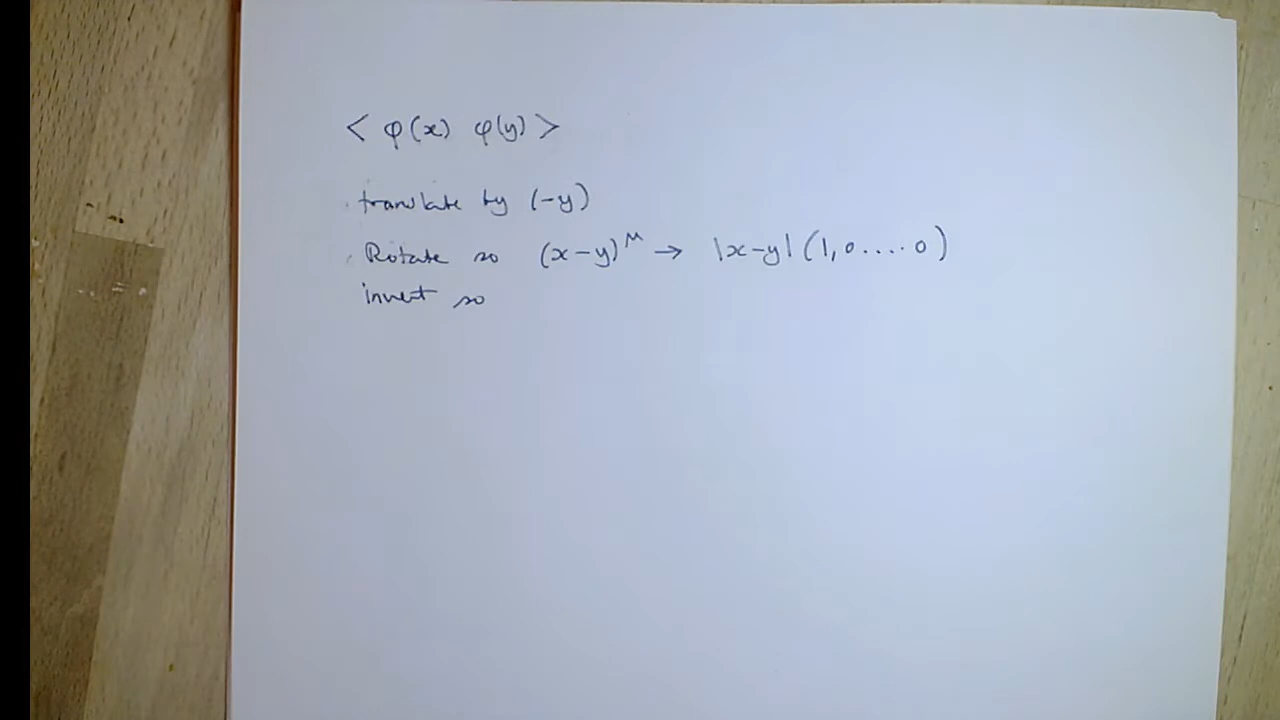 < φ(x) φ(y) >
· translate by (-y)
· Rotate so (x-y)^μ → |x-y| (1, 0 .... 0)
invert so